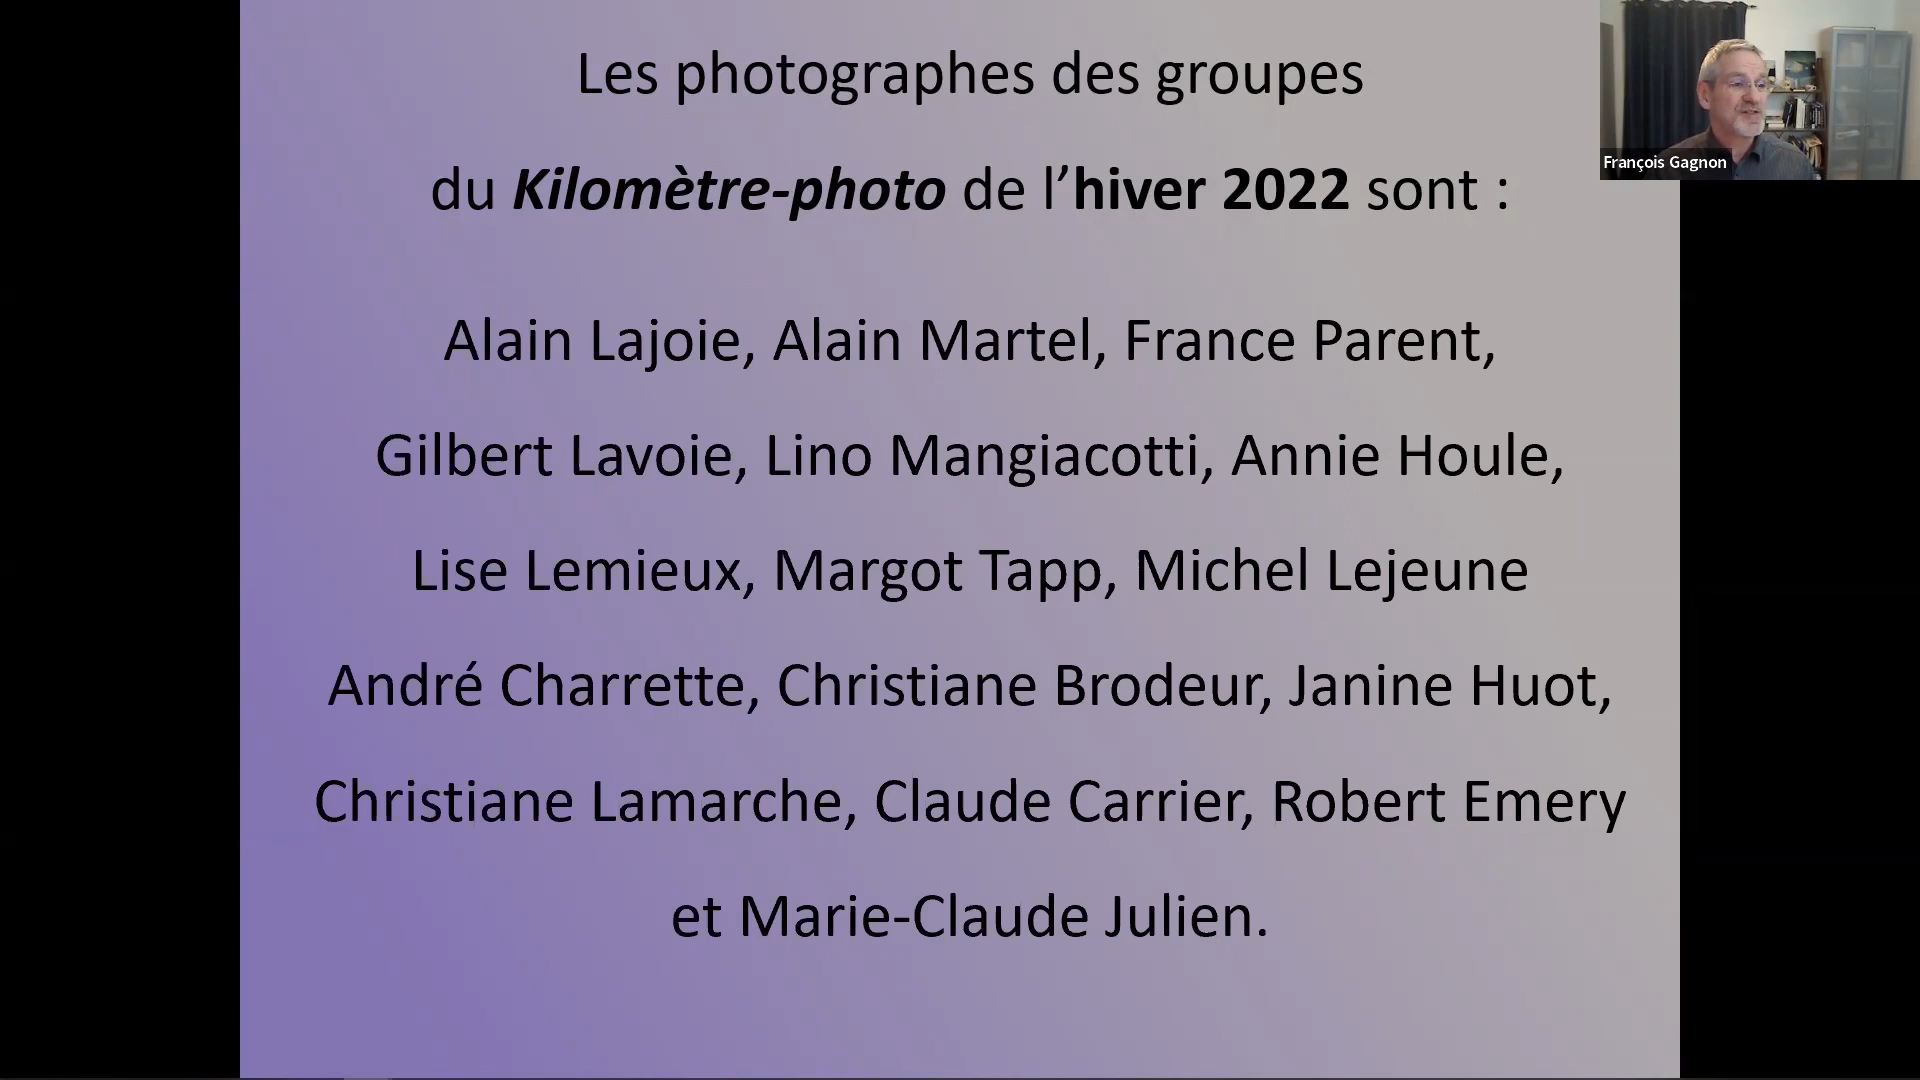 Les photographes des groupes
du Kilomètre-photo de l’hiver 2022 sont :
Alain Lajoie, Alain Martel, France Parent,
Gilbert Lavoie, Lino Mangiacotti, Annie Houle,
Lise Lemieux, Margot Tapp, Michel Lejeune
André Charrette, Christiane Brodeur, Janine Huot,
Christiane Lamarche, Claude Carrier, Robert Emery
et Marie-Claude Julien.
François Gagnon